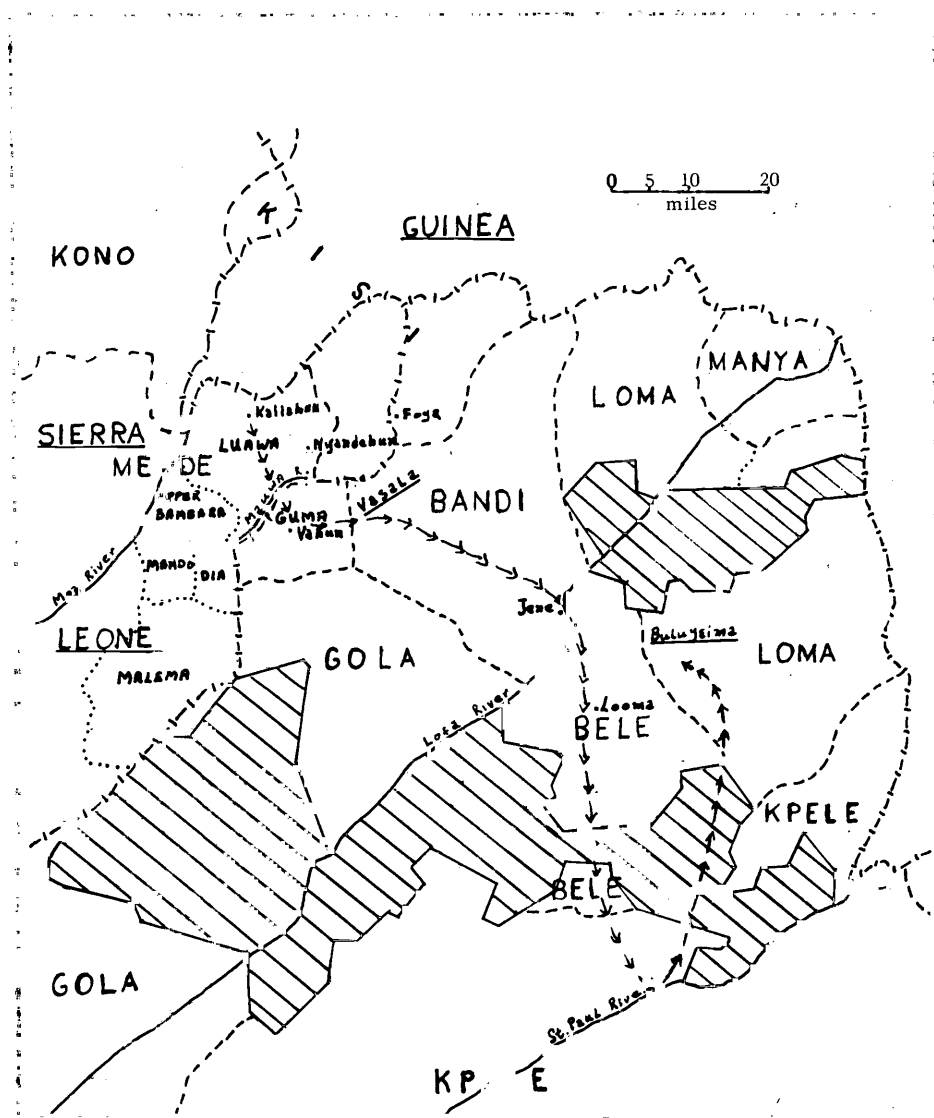 0 5 10 20
miles
K
GUINEA
KONO
I
S
I
MANYA
LOMA
Kailahun
Foya
LUAWA
SIERRA
Nyandehun
ME DE
BANDI
Vasala
UPPER
BAMBARA
GUMA
Vahun
MANDO
DIA
Moa River
Jene
Buluyeima
LEONE
LOMA
GOLA
MALEMA
Looma
BELE
Lofa River
KPELE
BELE
GOLA
St. Paul River
KP E